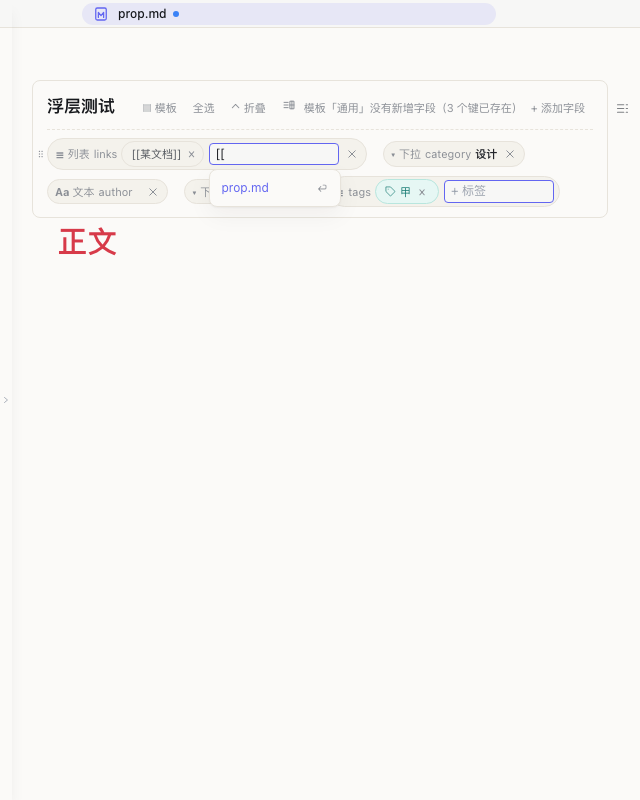 prop.md
浮层测试 模板 全选 折叠 模板「通用」没有新增字段（3 个键已存在） + 添加字段
列表 links [[某文档]] × [[ × 下拉 category 设计 ×
Aa 文本 author × 下 tags 甲 × + 标签
prop.md
正文